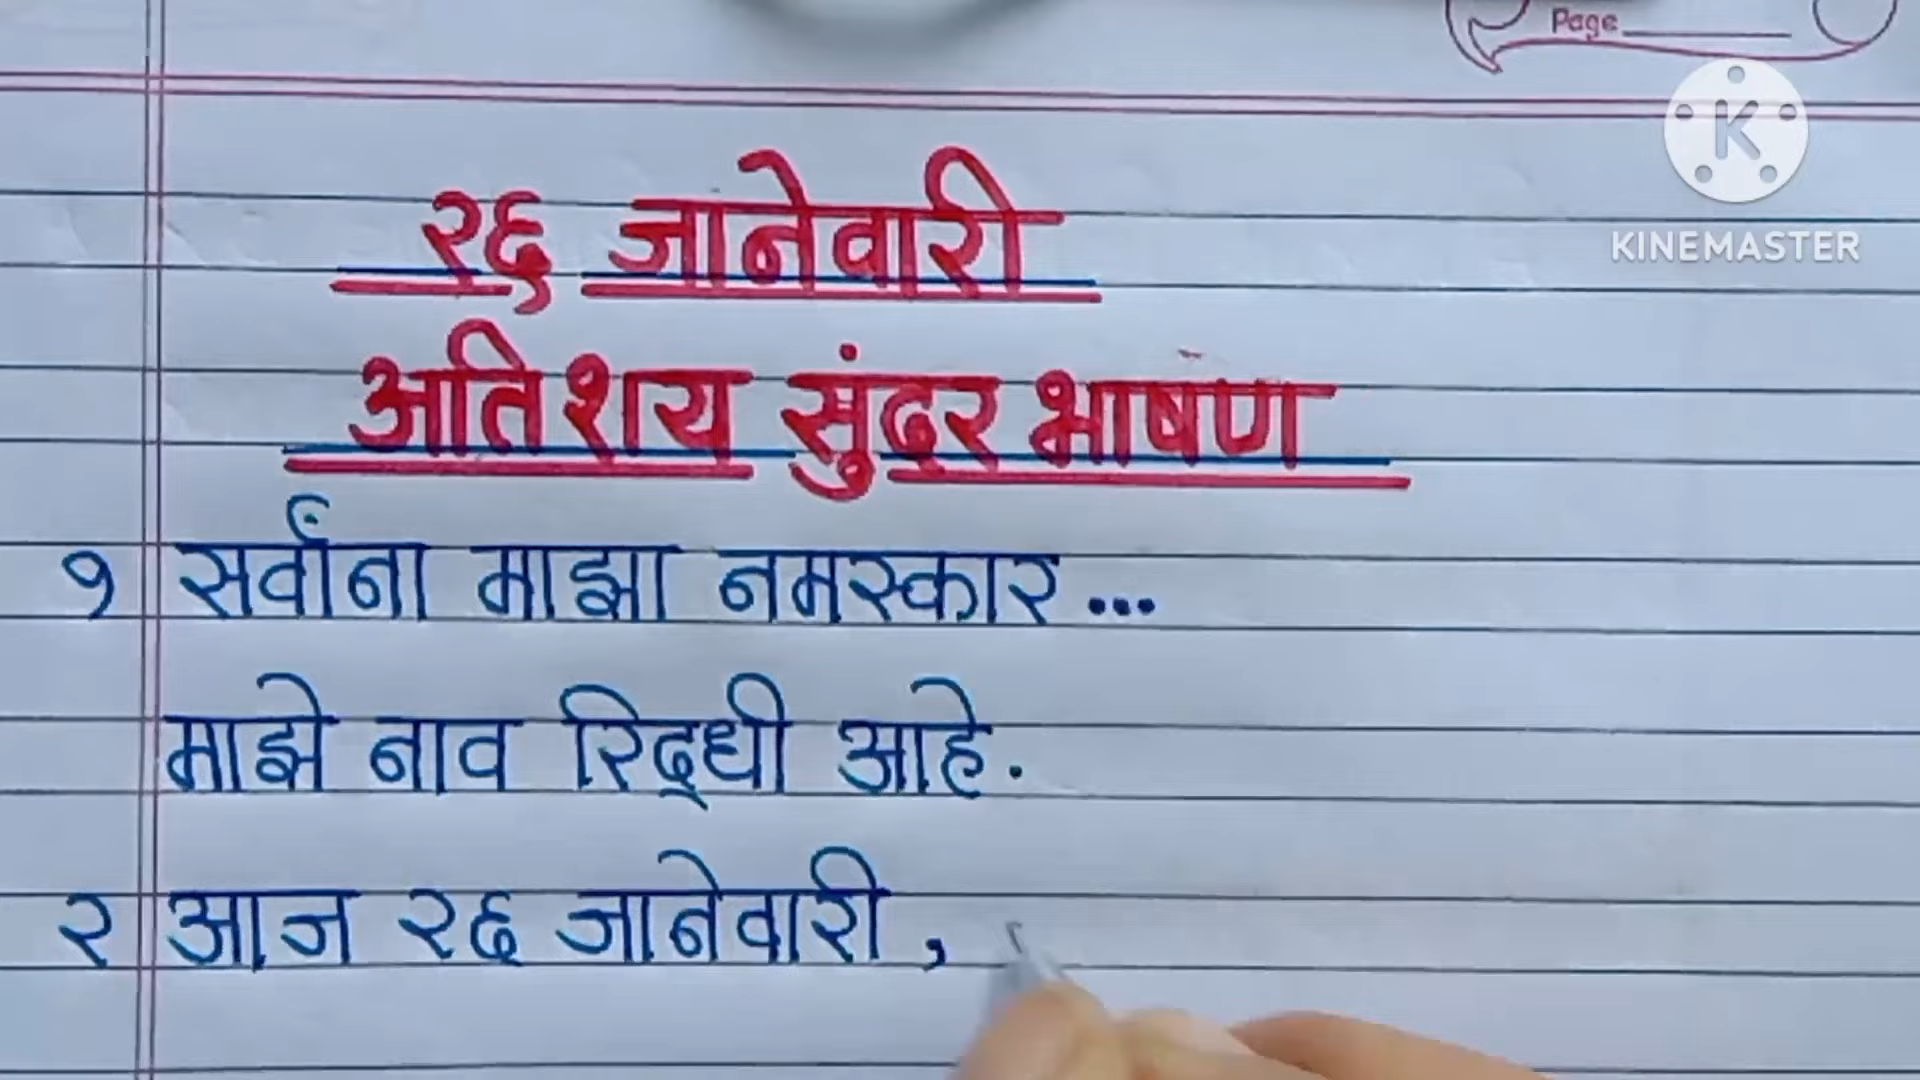 Page
K
KINEMASTER
२६ जानेवारी
अतिशय सुंदर भाषण
१ सर्वांना माझा नमस्कार...
माझे नाव रिद्धी आहे.
२ आज २६ जानेवारी,